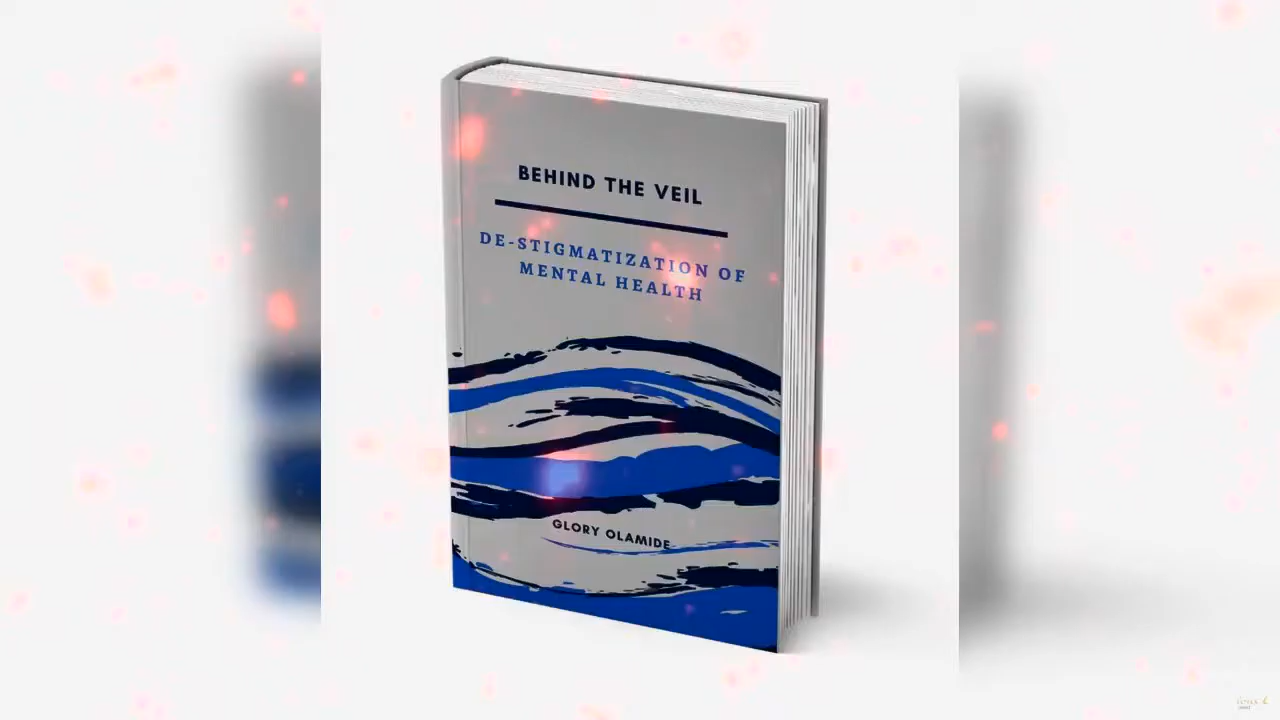 BEHIND THE VEIL
DE-STIGMATIZATION OF
MENTAL HEALTH
GLORY OLAMIDE